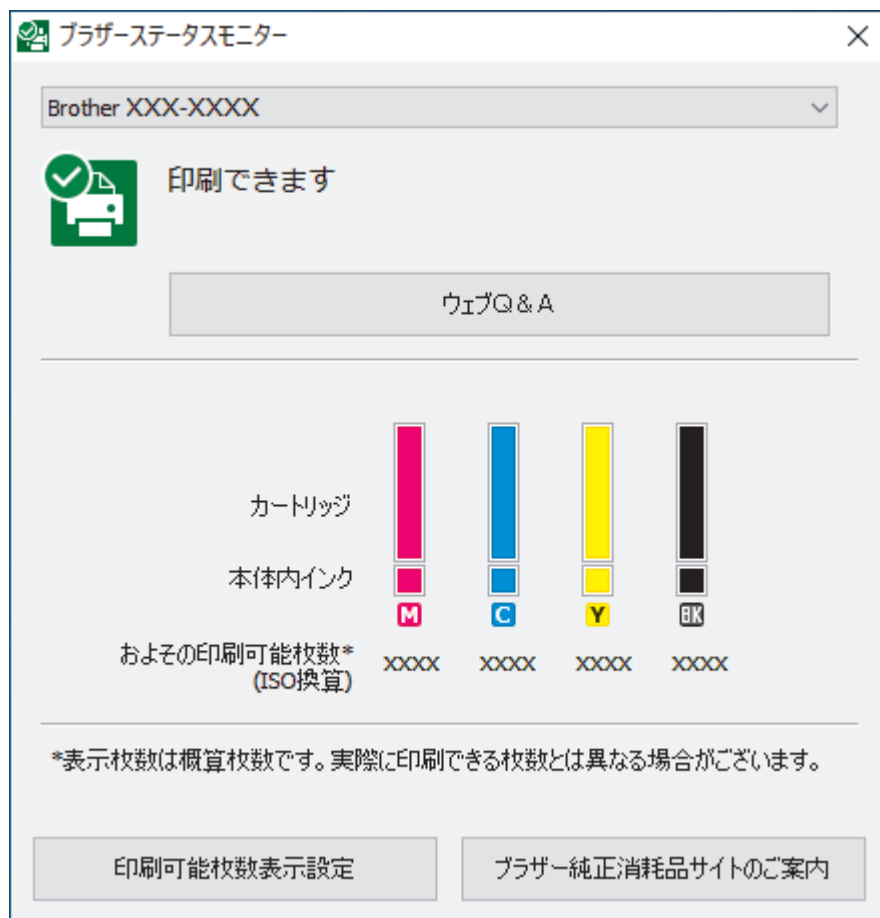 ブラザーステータスモニター
Brother XXX-XXXX
印刷できます
ウェブQ&A
カートリッジ
本体内インク
M C Y BK
およその印刷可能枚数* XXXX XXXX XXXX XXXX
(ISO換算)
*表示枚数は概算枚数です。実際に印刷できる枚数とは異なる場合がございます。
印刷可能枚数表示設定 ブラザー純正消耗品サイトのご案内